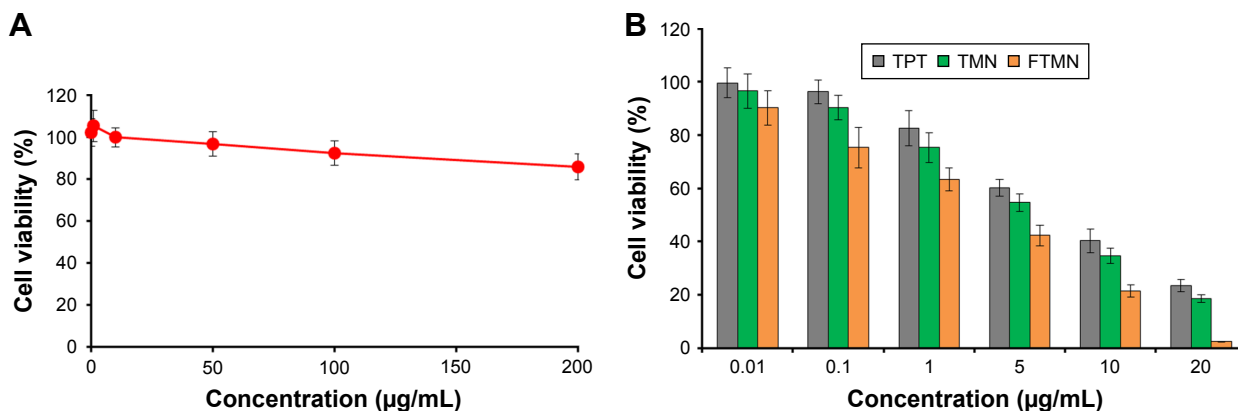 A
Cell viability (%)
120
100
80
60
40
20
0
0 50 100 150 200
Concentration (µg/mL)
B
Cell viability (%)
120
100
80
60
40
20
0
TPT TMN FTMN
0.01 0.1 1 5 10 20
Concentration (µg/mL)